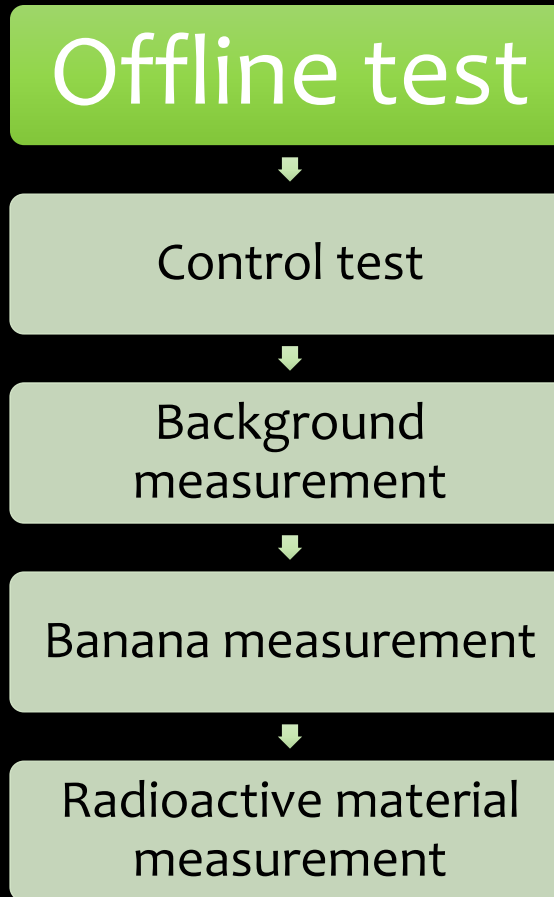 Offline test
Control test
Background
measurement
Banana measurement
Radioactive material
measurement